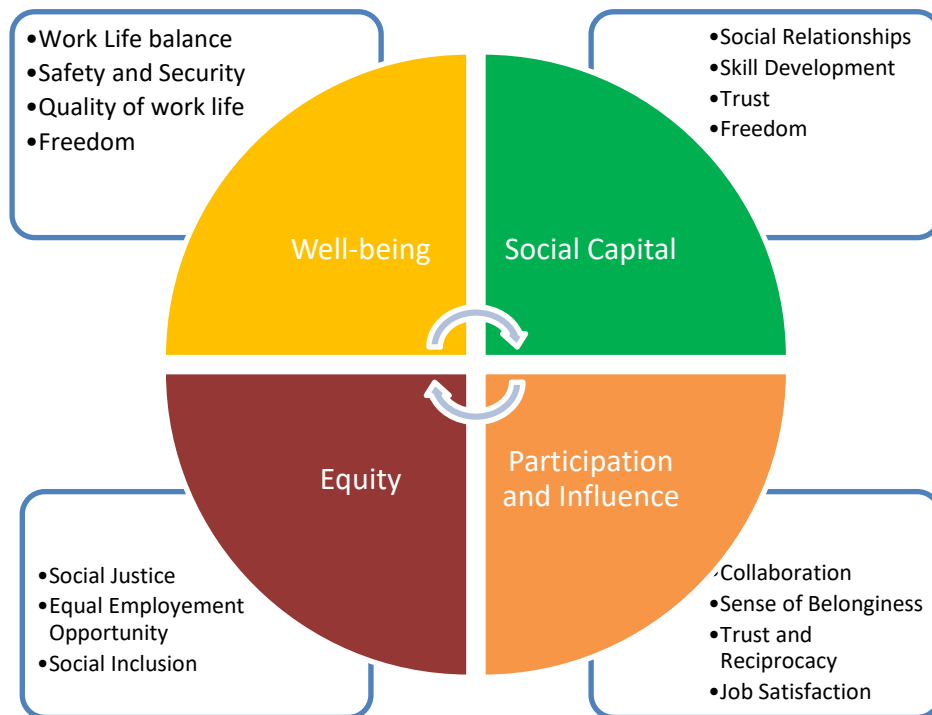 •Work Life balance
•Safety and Security
•Quality of work life
•Freedom
•Social Relationships
•Skill Development
•Trust
•Freedom
Well-being
Social Capital
Equity
Participation
and Influence
•Social Justice
•Equal Employement
Opportunity
•Social Inclusion
•Collaboration
•Sense of Belonginess
•Trust and
Reciprocacy
•Job Satisfaction